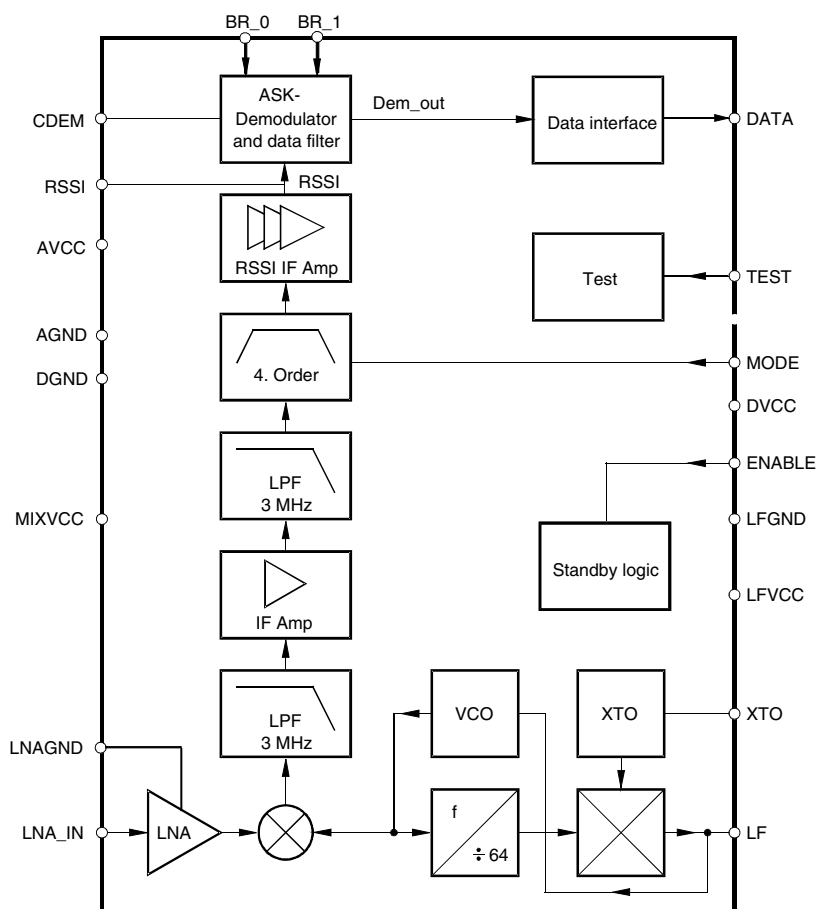 BR_0
BR_1
CDEM
ASK-
Demodulator
and data filter
Dem_out
Data interface
DATA
RSSI
RSSI
AVCC
RSSI IF Amp
Test
TEST
AGND
DGND
4. Order
MODE
DVCC
LPF
3 MHz
ENABLE
MIXVCC
LFGND
Standby logic
LFVCC
IF Amp
LPF
3 MHz
VCO
XTO
XTO
LNAGND
LNA_IN
LNA
f
÷ 64
LF